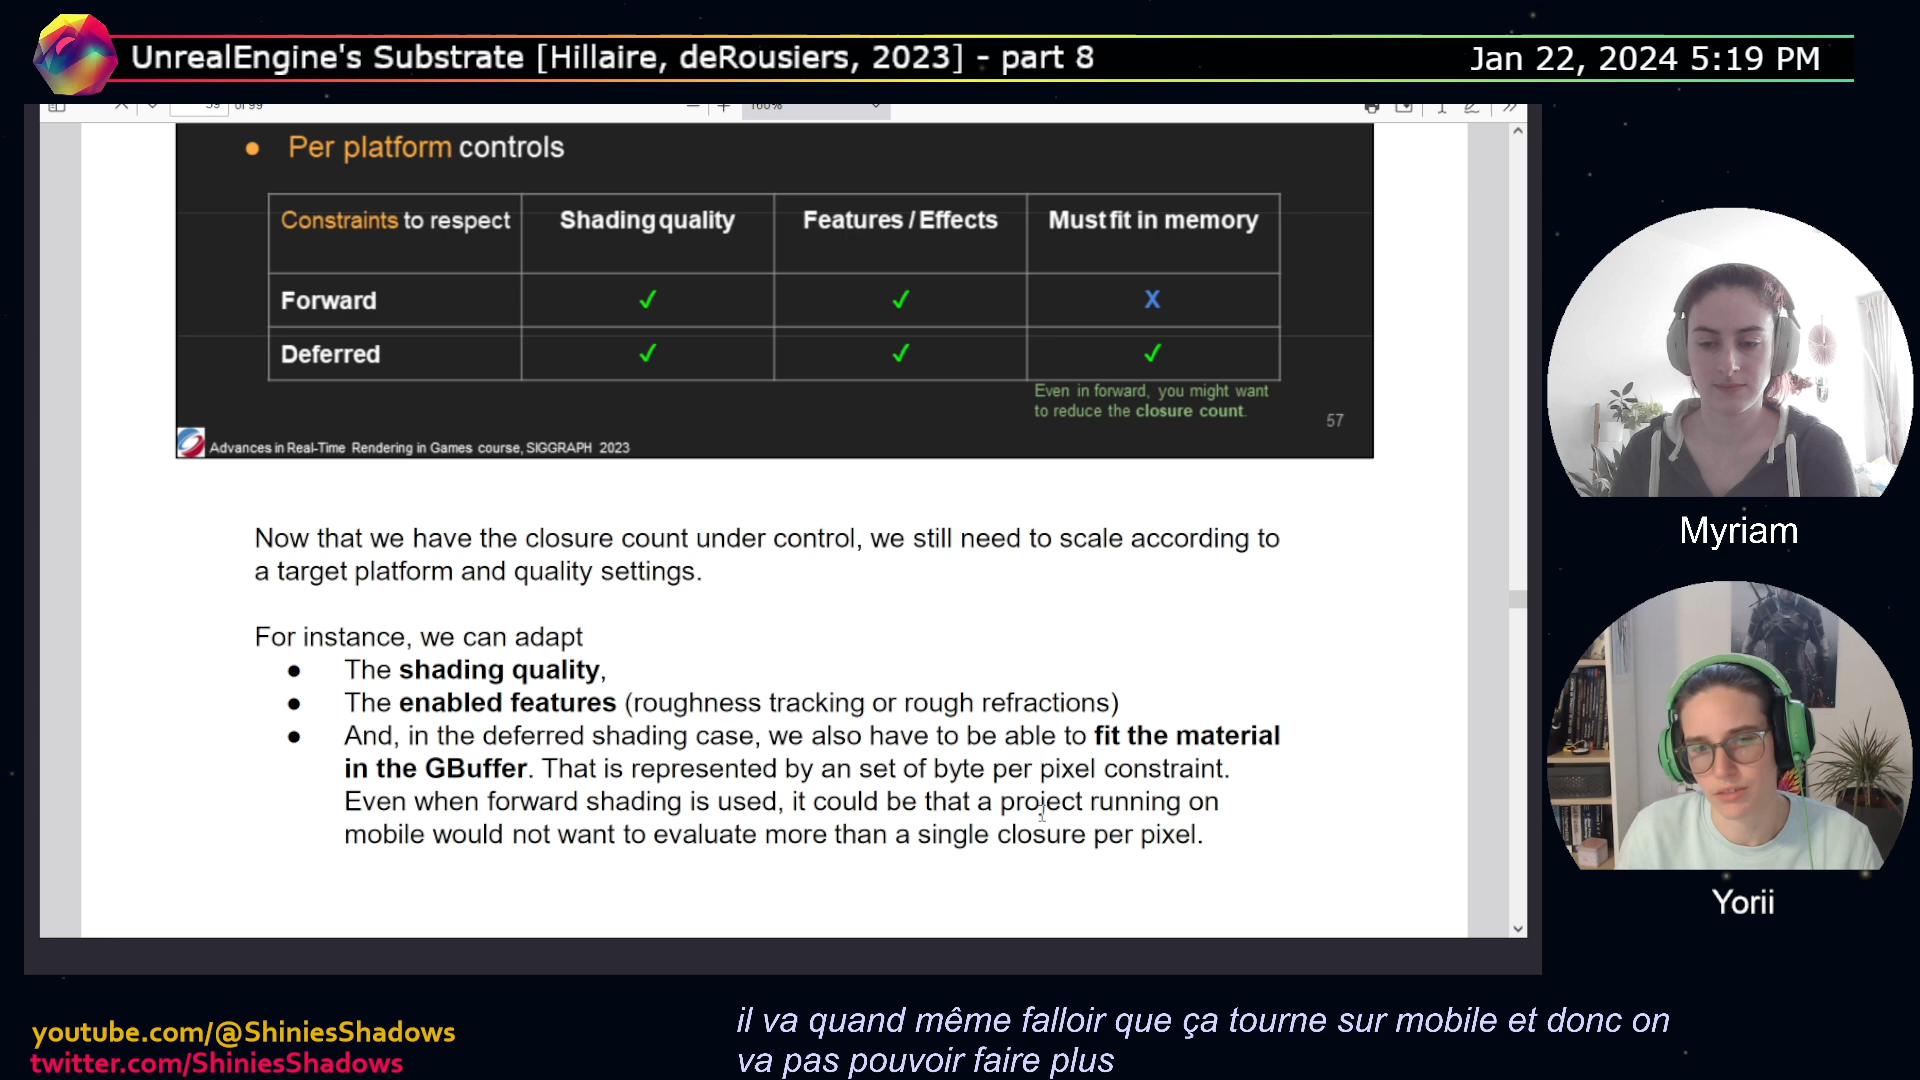 UnrealEngine's Substrate [Hillaire, deRousiers, 2023] - part 8
Jan 22, 2024 5:19 PM
59 of 99
160%
● Per platform controls
Constraints to respect Shading quality Features / Effects Must fit in memory
Forward ✓ ✓ X
Deferred ✓ ✓ ✓
Even in forward, you might want
to reduce the closure count.
57
Advances in Real-Time Rendering in Games course, SIGGRAPH 2023
Now that we have the closure count under control, we still need to scale according to
a target platform and quality settings.
For instance, we can adapt
● The shading quality,
● The enabled features (roughness tracking or rough refractions)
● And, in the deferred shading case, we also have to be able to fit the material
in the GBuffer. That is represented by an set of byte per pixel constraint.
Even when forward shading is used, it could be that a project running on
mobile would not want to evaluate more than a single closure per pixel.
Myriam
Yorii
youtube.com/@ShiniesShadows
twitter.com/ShiniesShadows
il va quand même falloir que ça tourne sur mobile et donc on
va pas pouvoir faire plus